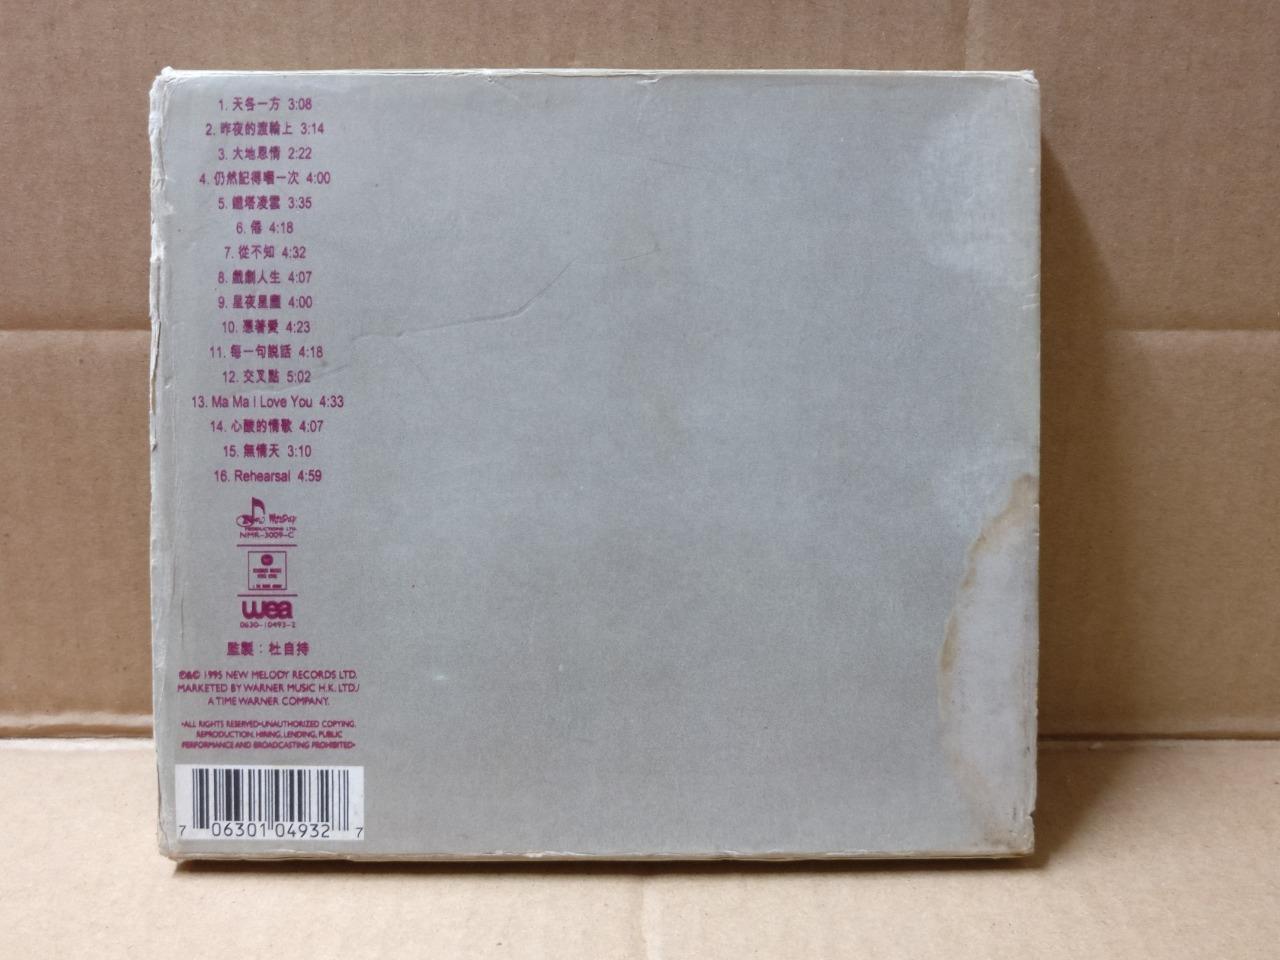 1. 天各一方 3:08
2. 昨夜的渡輪上 3:14
3. 大地恩情 2:22
4. 仍然記得嗰一次 4:00
5. 鐵塔凌雲 3:35
6. 倦 4:18
7. 從不知 4:32
8. 戲劇人生 4:07
9. 星夜星塵 4:00
10. 憑著愛 4:23
11. 每一句説話 4:18
12. 交叉點 5:02
13. Ma Ma I Love You 4:33
14. 心酸的情歌 4:07
15. 無情天 3:10
16. Rehearsal 4:59
New Melody
PRODUCTIONS LTD.
NMR-3009-C
wea
0630-10493-2
監製：杜自持
℗&© 1995 NEW MELODY RECORDS LTD.
MARKETED BY WARNER MUSIC H.K. LTD./
A TIME WARNER COMPANY.
•ALL RIGHTS RESERVED•UNAUTHORIZED COPYING,
REPRODUCTION, HIRING, LENDING, PUBLIC
PERFORMANCE AND BROADCASTING PROHIBITED•
7 06301 04932 7